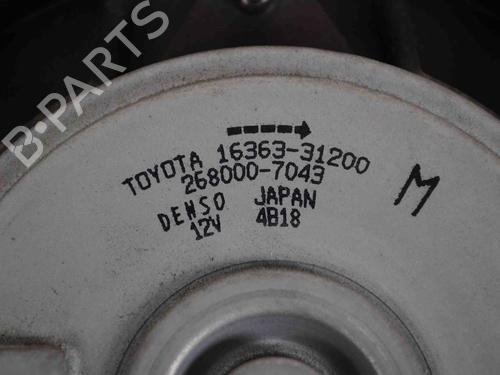 B-PARTS
TOYOTA 16363-31200
268000-7043
DENSO JAPAN
12V 4B18
M